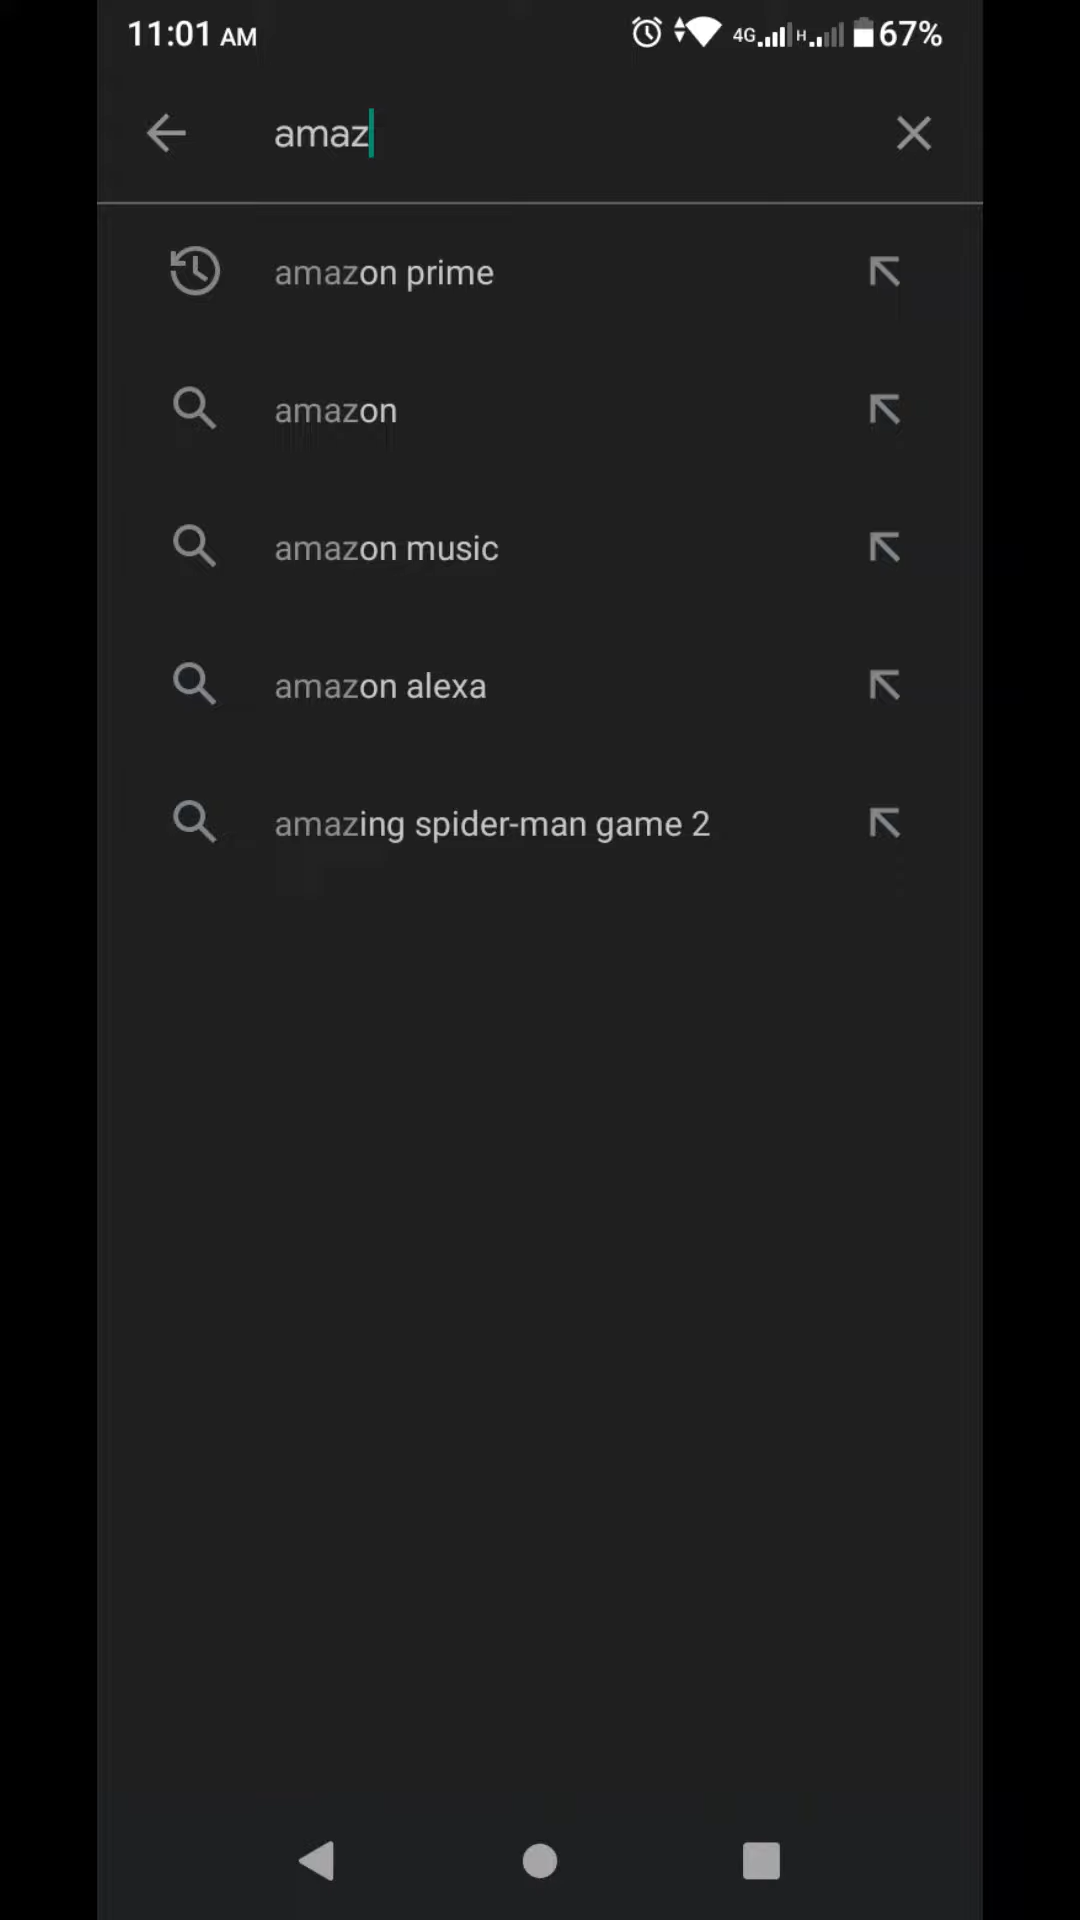 11:01 AM 4G H 67%
amaz
amazon prime
amazon
amazon music
amazon alexa
amazing spider-man game 2